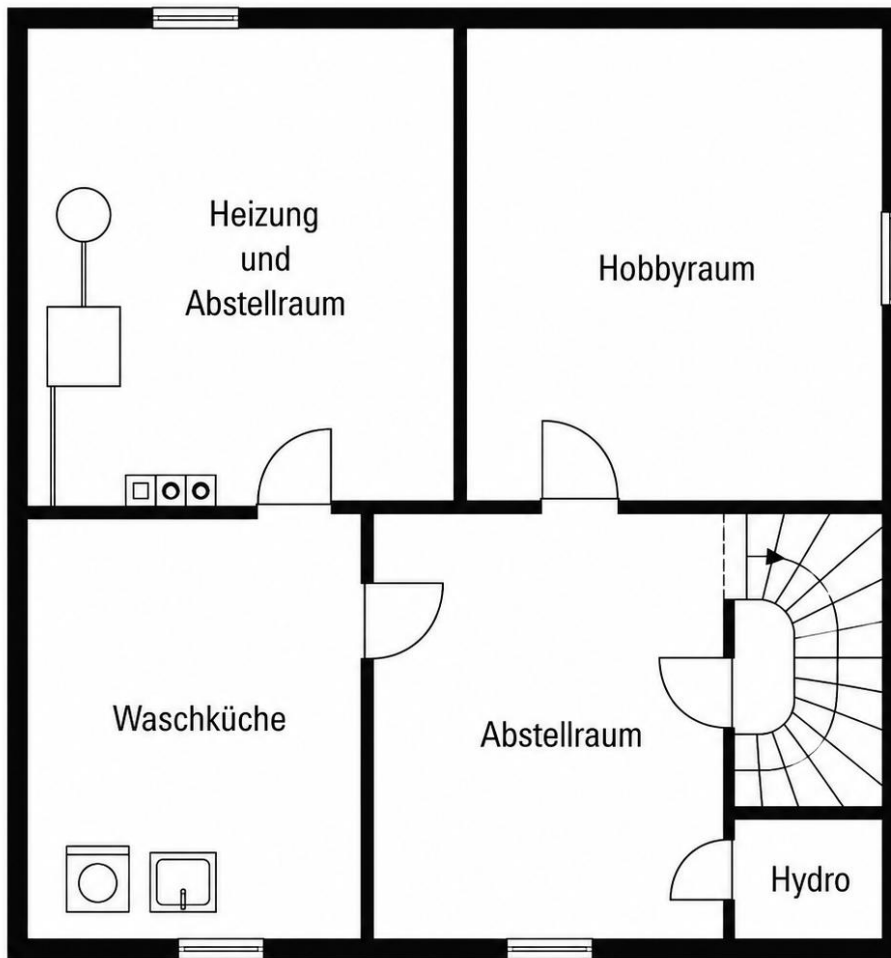 Heizung
und
Abstellraum
Hobbyraum
Waschküche
Abstellraum
Hydro